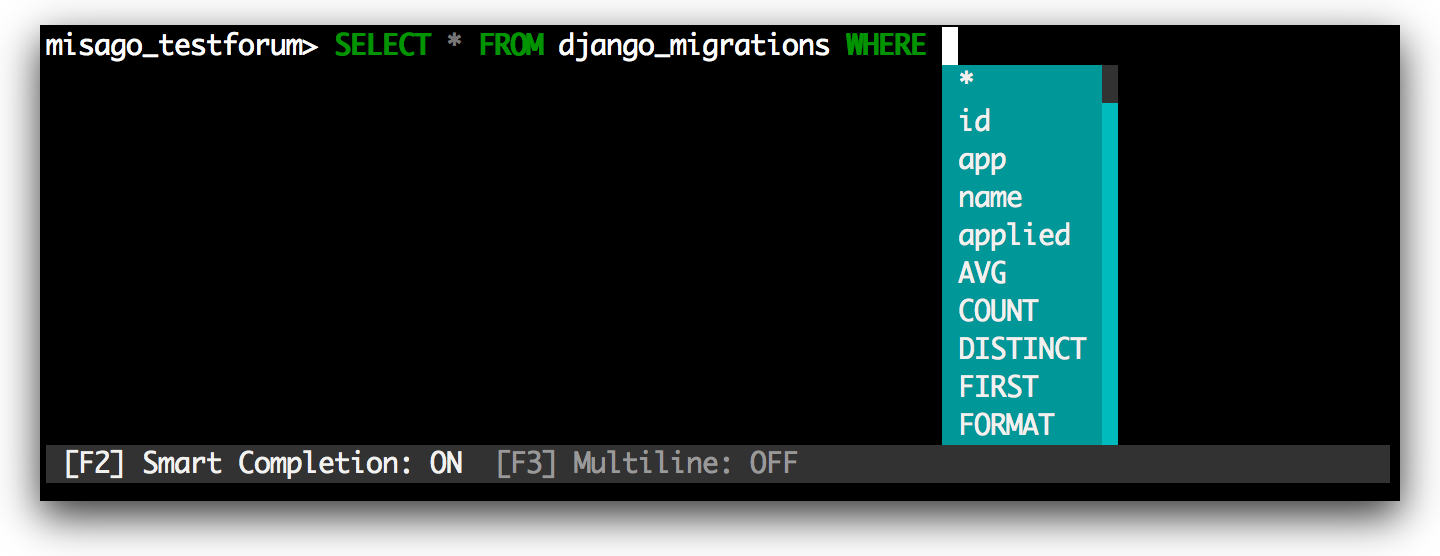 misago_testforum> SELECT * FROM django_migrations WHERE
*
id
app
name
applied
AVG
COUNT
DISTINCT
FIRST
FORMAT
[F2] Smart Completion: ON [F3] Multiline: OFF